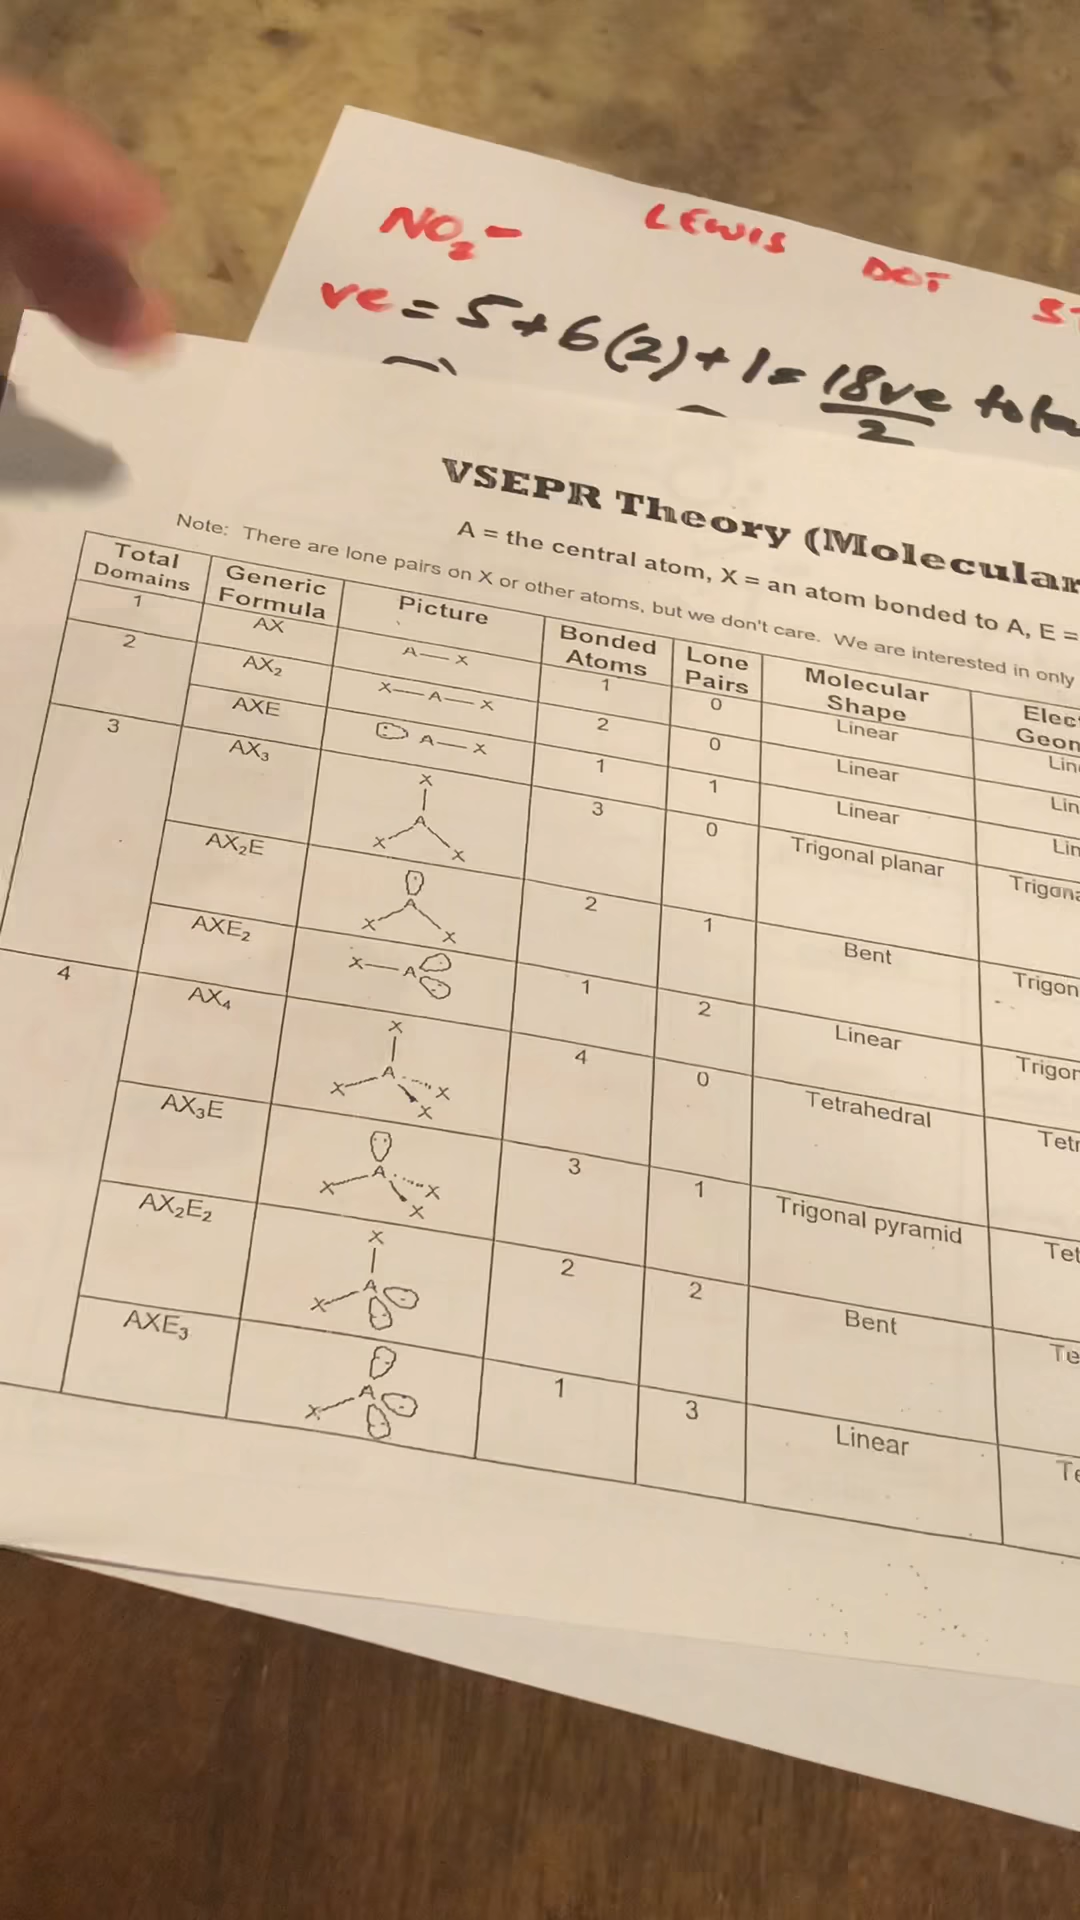 NO₂-   LEWIS DOT
ve = 5+6(2)+1= 18ve
2
VSEPR Theory (Molecular
A = the central atom, X = an atom bonded to A, E =
Note: There are lone pairs on X or other atoms, but we don't care. We are interested in only
Total Domains | Generic Formula | Picture | Bonded Atoms | Lone Pairs | Molecular Shape
1 | AX | A—X | 1 | 0 | Linear
2 | AX₂ | X—A—X | 2 | 0 | Linear
AXE | A—X | 1 | 1 | Linear
3 | AX₃ | X A X X | 3 | 0 | Trigonal planar
AX₂E | A X X | 2 | 1 | Bent
AXE₂ | X—A | 1 | 2 | Linear
4 | AX₄ | X A X X X | 4 | 0 | Tetrahedral
AX₃E | A X X X | 3 | 1 | Trigonal pyramid
AX₂E₂ | X A X | 2 | 2 | Bent
AXE₃ | X A | 1 | 3 | Linear